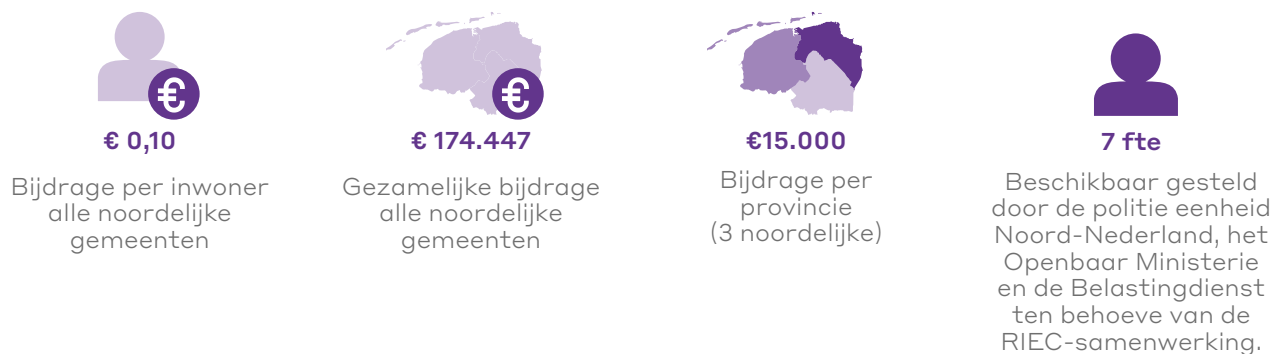 €
€ 0,10
Bijdrage per inwoner
alle noordelijke
gemeenten
€
€ 174.447
Gezamelijke bijdrage
alle noordelijke
gemeenten
€15.000
Bijdrage per
provincie
(3 noordelijke)
7 fte
Beschikbaar gesteld
door de politie eenheid
Noord-Nederland, het
Openbaar Ministerie
en de Belastingdienst
ten behoeve van de
RIEC-samenwerking.